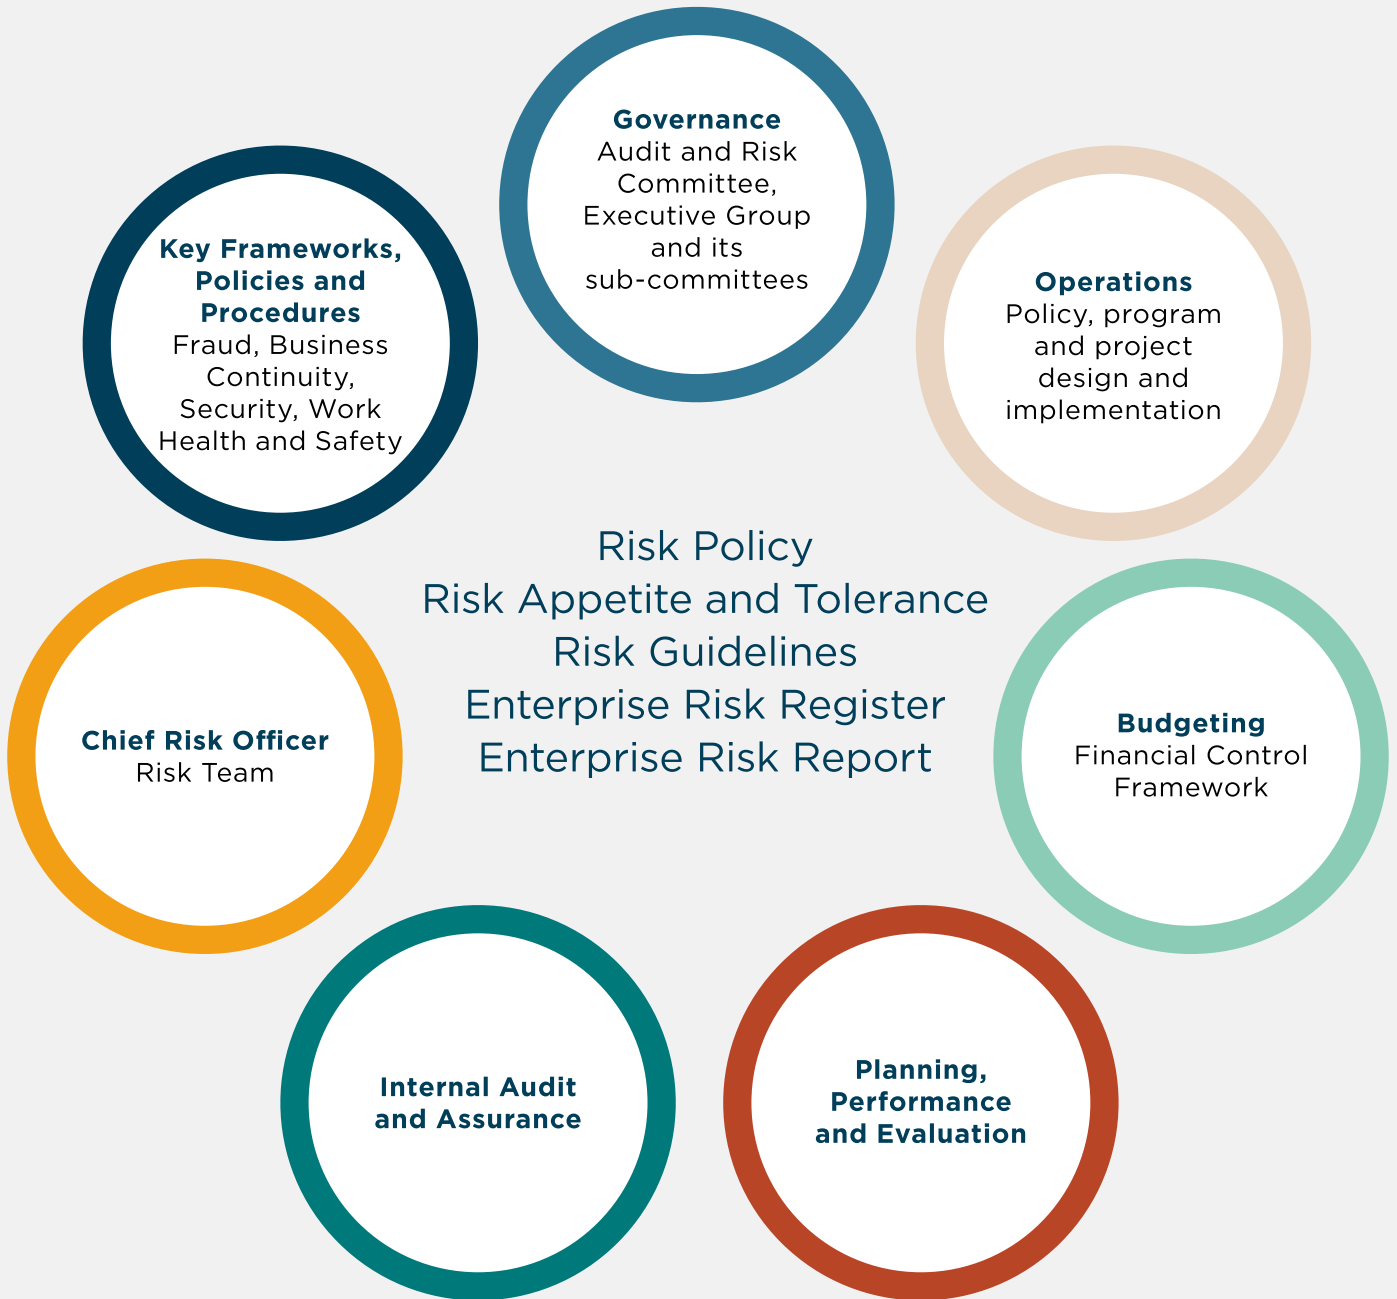 Governance
Audit and Risk
Committee,
Executive Group
and its
sub-committees
Key Frameworks,
Policies and
Procedures
Fraud, Business
Continuity,
Security, Work
Health and Safety
Operations
Policy, program
and project
design and
implementation
Risk Policy
Risk Appetite and Tolerance
Risk Guidelines
Enterprise Risk Register
Enterprise Risk Report
Chief Risk Officer
Risk Team
Budgeting
Financial Control
Framework
Internal Audit
and Assurance
Planning,
Performance
and Evaluation